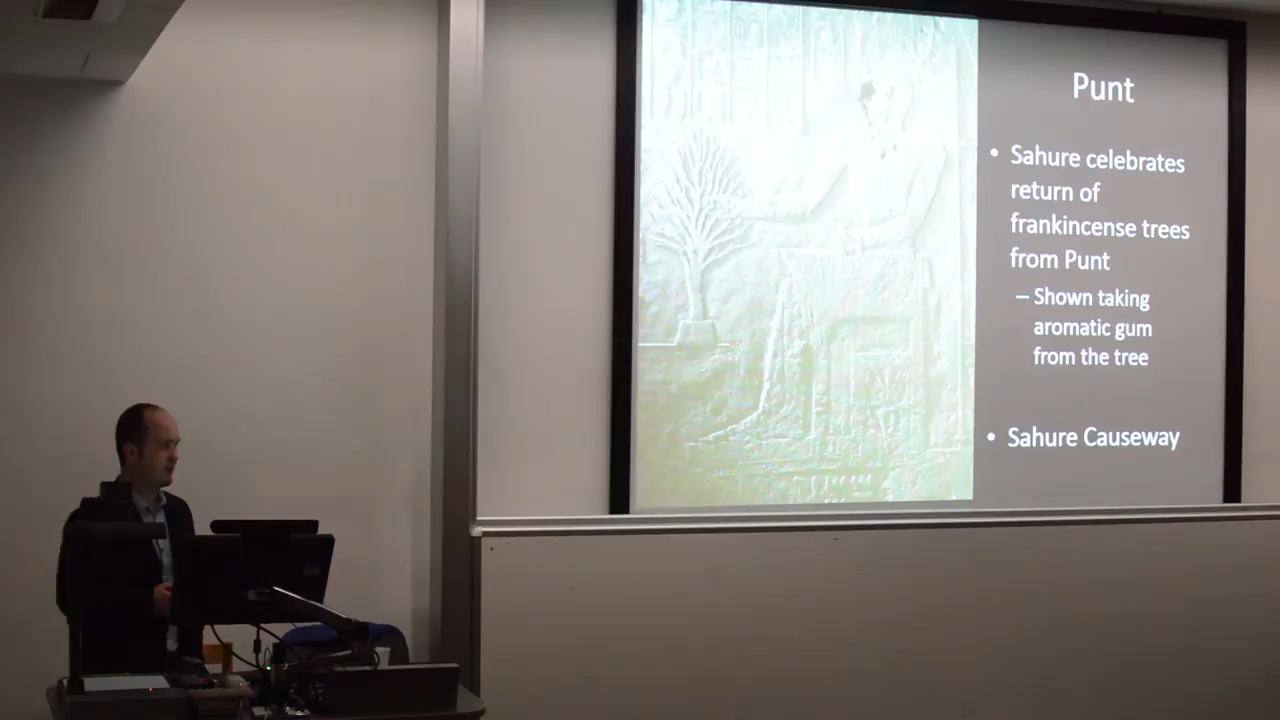 Punt
• Sahure celebrates
return of
frankincense trees
from Punt
– Shown taking
aromatic gum
from the tree
• Sahure Causeway